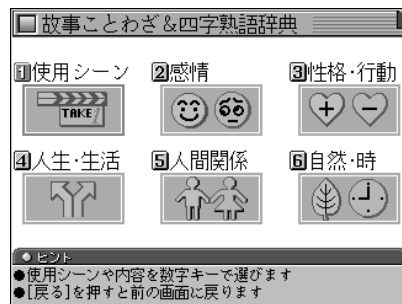 故事ことわざ&四字熟語辞典
1使用シーン 2感情 3性格·行動
TAKE 1
4人生·生活 5人間関係 6自然·時
ヒント
●使用シーンや内容を数字キーで選びます
●[戻る]を押すと前の画面に戻ります